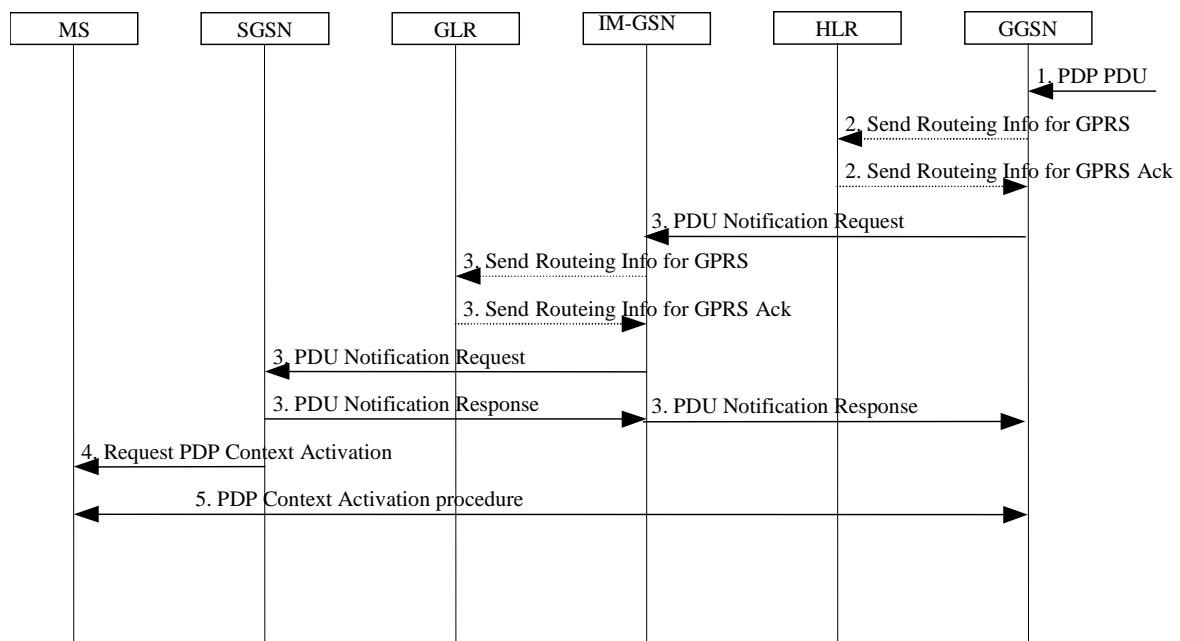 MS SGSN GLR IM-GSN HLR GGSN
1. PDP PDU
2. Send Routeing Info for GPRS
2. Send Routeing Info for GPRS Ack
3. PDU Notification Request
3. Send Routeing Info for GPRS
3. Send Routeing Info for GPRS Ack
3. PDU Notification Request
3. PDU Notification Response 3. PDU Notification Response
4. Request PDP Context Activation
5. PDP Context Activation procedure